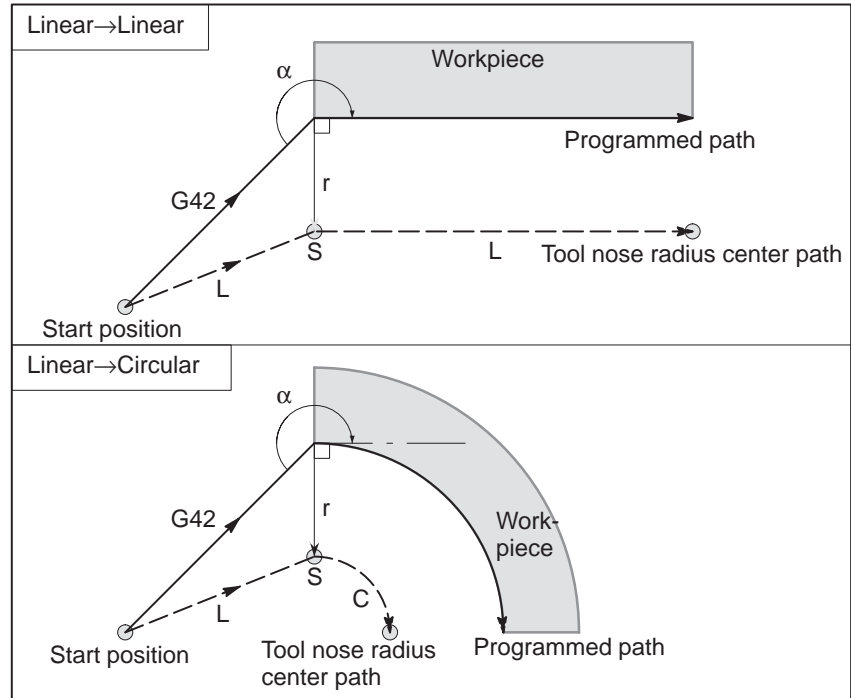 Linear→Linear
Workpiece
α
Programmed path
G42
r
S
L
L
Tool nose radius center path
Start position
Linear→Circular
α
G42
r
Work-
piece
S
L
C
Start position
Tool nose radius
center path
Programmed path